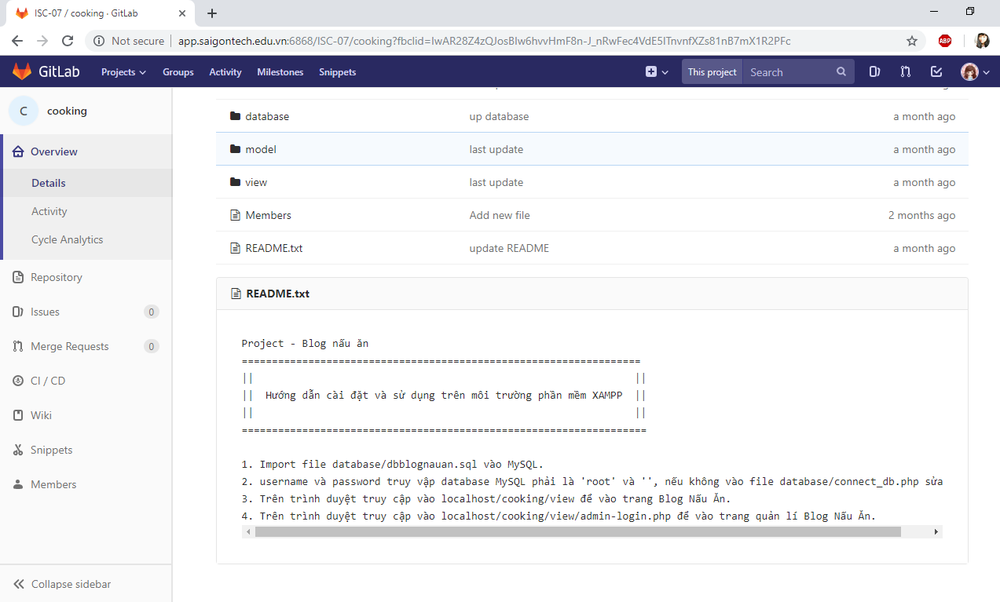 ISC-07 / cooking · GitLab
Not secure
app.saigontech.edu.vn:6868/ISC-07/cooking?fbclid=IwAR28Z4zQJosBIw6hvvHmF8n-J_nRwFec4VdE5ITnvnfXZs81nB7mX1R2PFc
ABP
GitLab Projects Groups Activity Milestones Snippets This project Search
C cooking
Overview
Details
Activity
Cycle Analytics
Repository
Issues 0
Merge Requests 0
CI / CD
Wiki
Snippets
Members
Collapse sidebar
database up database a month ago
model last update a month ago
view last update a month ago
Members Add new file 2 months ago
README.txt update README a month ago
README.txt
Project - Blog nấu ăn
==================================================================
|| ||
|| Hướng dẫn cài đặt và sử dụng trên môi trường phần mềm XAMPP ||
|| ||
===================================================================
1. Import file database/dbblognauan.sql vào MySQL.
2. username và password truy vập database MySQL phải là 'root' và '', nếu không vào file database/connect_db.php sửa
3. Trên trình duyệt truy cập vào localhost/cooking/view để vào trang Blog Nấu Ăn.
4. Trên trình duyệt truy cập vào localhost/cooking/view/admin-login.php để vào trang quản lí Blog Nấu Ăn.